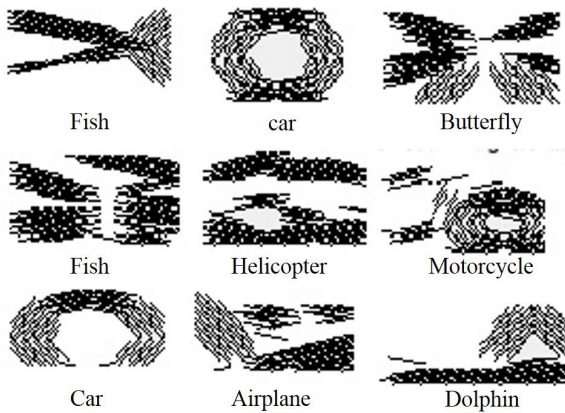 Fish
car
Butterfly
Fish
Helicopter
Motorcycle
Car
Airplane
Dolphin